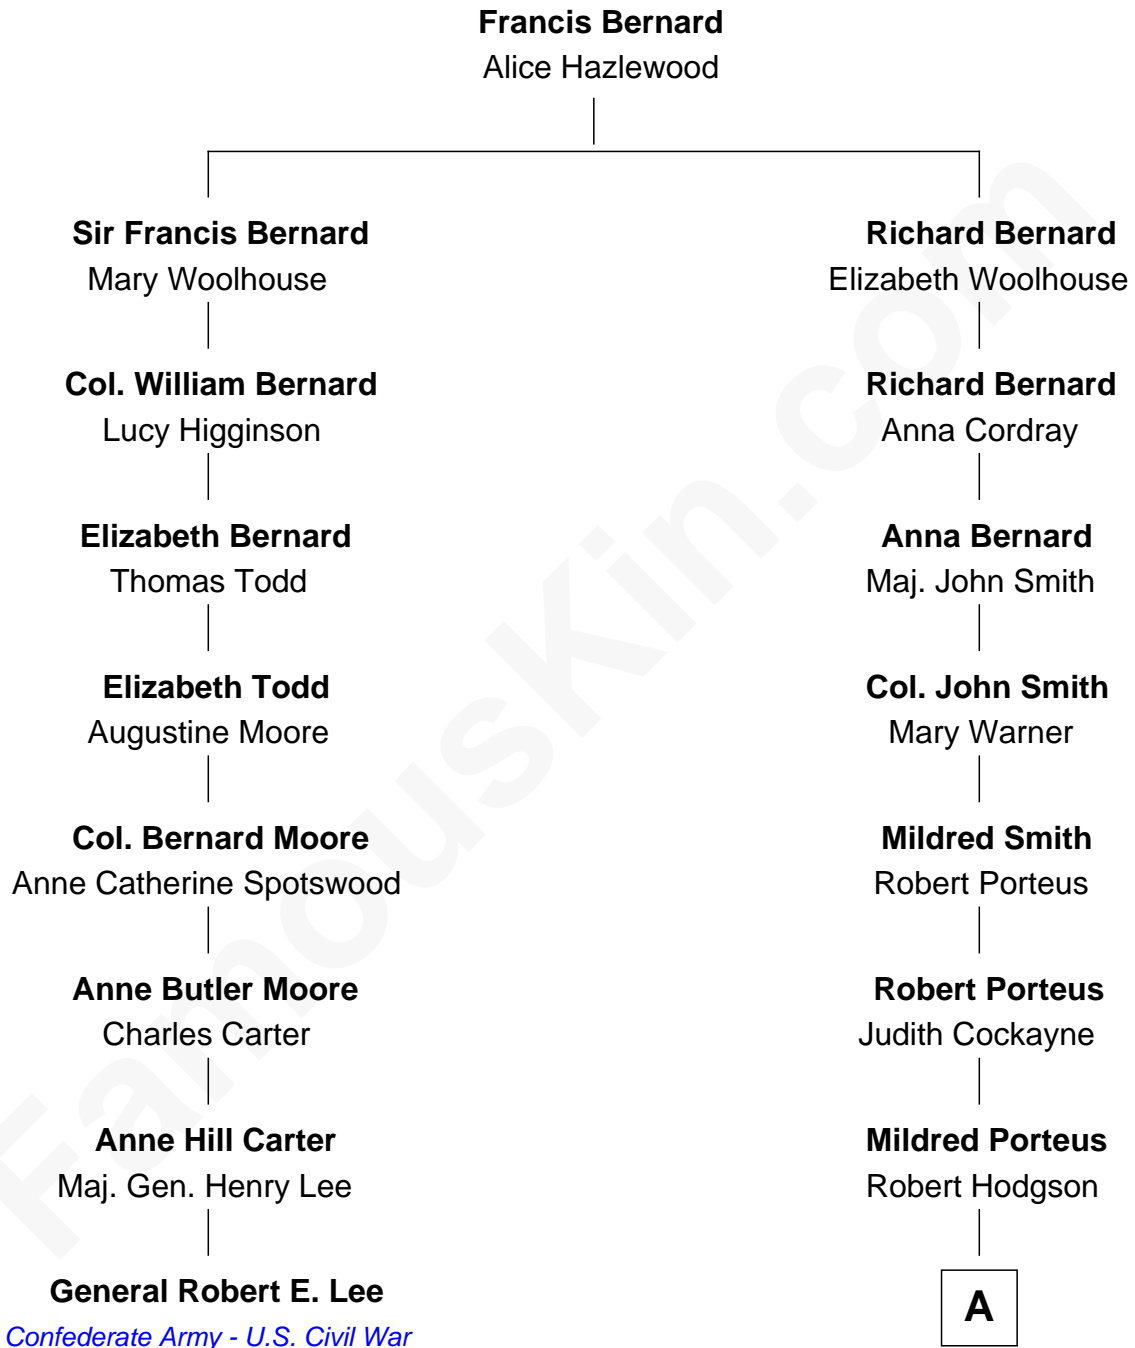 Francis Bernard
Alice Hazlewood
Sir Francis Bernard
Mary Woolhouse
Richard Bernard
Elizabeth Woolhouse
Col. William Bernard
Lucy Higginson
Richard Bernard
Anna Cordray
Elizabeth Bernard
Thomas Todd
Anna Bernard
Maj. John Smith
Elizabeth Todd
Augustine Moore
Col. John Smith
Mary Warner
Col. Bernard Moore
Anne Catherine Spotswood
Mildred Smith
Robert Porteus
Anne Butler Moore
Charles Carter
Robert Porteus
Judith Cockayne
Anne Hill Carter
Maj. Gen. Henry Lee
Mildred Porteus
Robert Hodgson
General Robert E. Lee
Confederate Army - U.S. Civil War
A
FamousKin.com